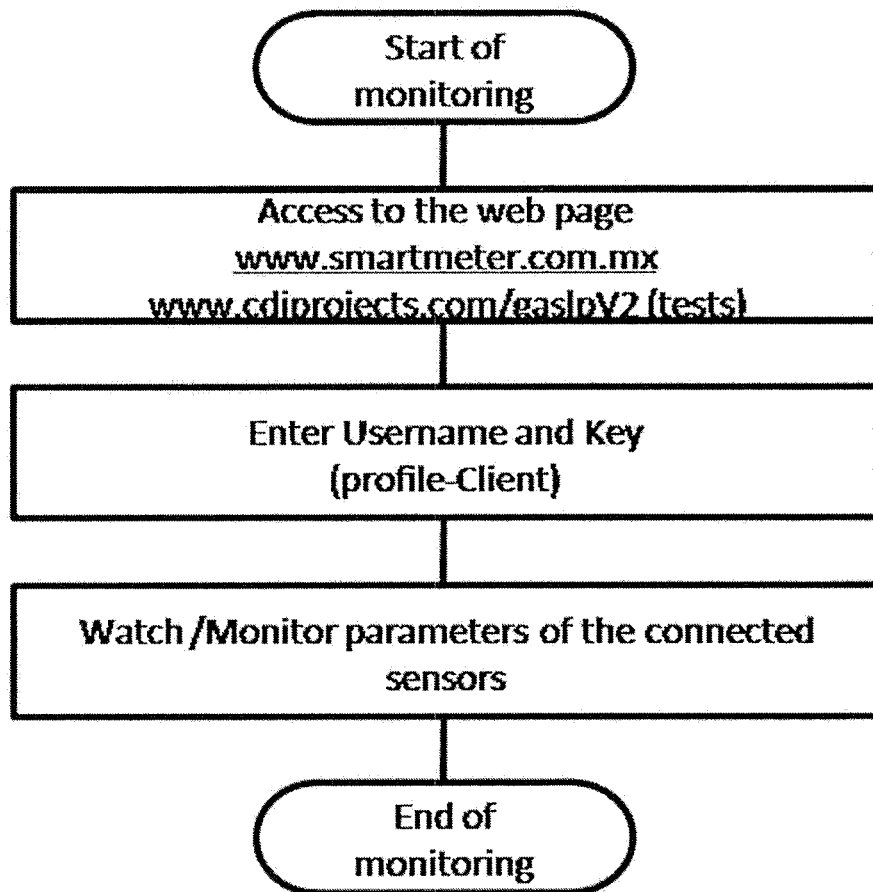 Start of
monitoring
Access to the web page
www.smartmeter.com.mx
www.cdiprojects.com/gaslpV2 (tests)
Enter Username and Key
(profile-Client)
Watch /Monitor parameters of the connected
sensors
End of
monitoring